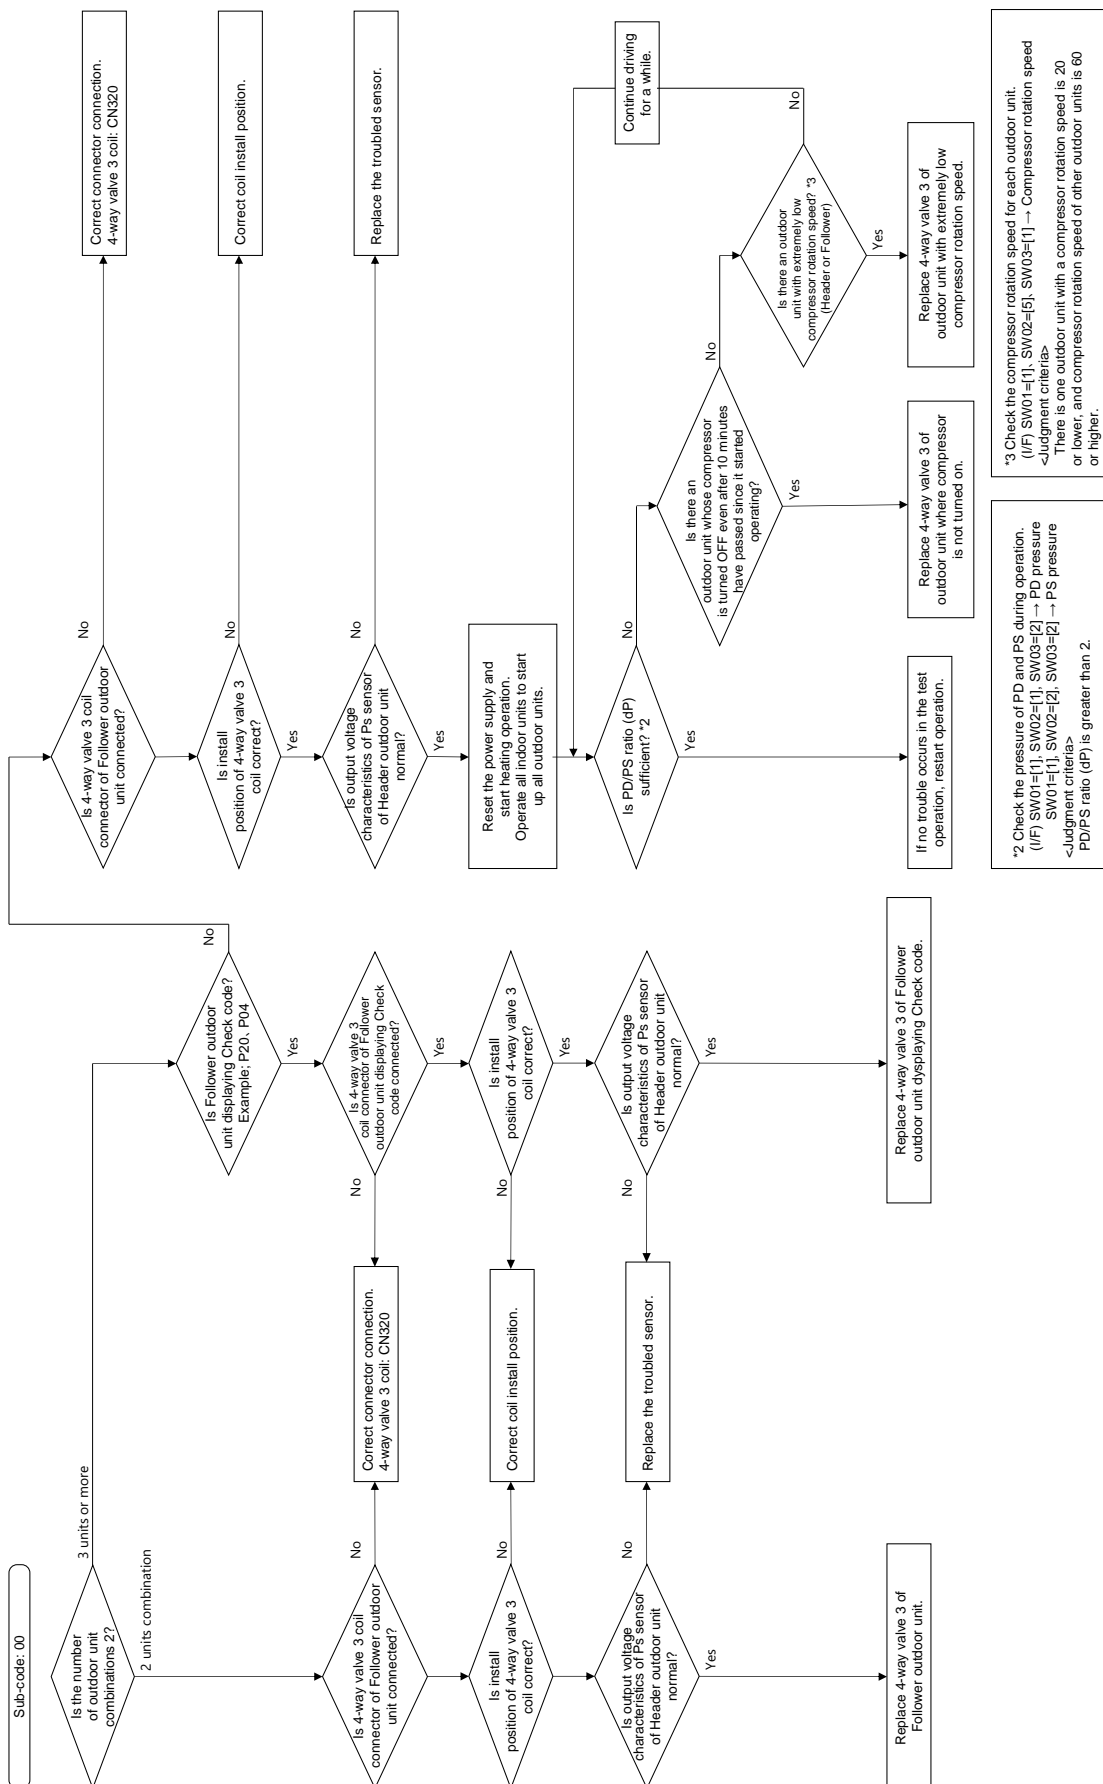 Sub-code: 00
Is the number
of outdoor unit
combinations 2?
3 units or more
2 units combination
Is 4-way valve 3 coil
connector of Follower outdoor
unit connected?
No
Is install
position of 4-way valve 3
coil correct?
No
Is output voltage
characteristics of Ps sensor
of Header outdoor unit
normal?
No
Yes
Replace 4-way valve 3 of
Follower outdoor unit.
Correct connector connection.
4-way valve 3 coil: CN320
Correct coil install position.
Replace the troubled sensor.
Is Follower outdoor
unit displaying Check code?
Example; P20、P04
No
Yes
Is 4-way valve 3
coil connector of Follower
outdoor unit displaying Check
code connected?
No
Yes
Is install
position of 4-way valve 3
coil correct?
No
Yes
Is output voltage
characteristics of Ps sensor
of Header outdoor unit
normal?
No
Yes
Replace 4-way valve 3 of Follower
outdoor unit dysplaying Check code.
Is 4-way valve 3 coil
connector of Follower outdoor
unit connected?
No
Correct connector connection.
4-way valve 3 coil: CN320
Is install
position of 4-way valve 3
coil correct?
No
Yes
Correct coil install position.
Is output voltage
characteristics of Ps sensor
of Header outdoor unit
normal?
No
Yes
Replace the troubled sensor.
Reset the power supply and
start heating operation.
Operate all indoor units to start
up all outdoor units.
Is PD/PS ratio (dP)
sufficient? *2
No
Yes
If no trouble occurs in the test
operation, restart operation.
Is there an
outdoor unit whose compressor
is turned OFF even after 10 minutes
have passed since it started
operating?
No
Yes
Replace 4-way valve 3 of
outdoor unit where compressor
is not turned on.
Is there an outdoor
unit with extremely low
compressor rotation speed? *3
(Header or Follower)
No
Yes
Replace 4-way valve 3 of
outdoor unit with extremely low
compressor rotation speed.
Continue driving
for a while.
*2 Check the pressure of PD and PS during operation.
(I/F) SW01=[1]、SW02=[1]、SW03=[2] → PD pressure
SW01=[1]、SW02=[2]、SW03=[2] → PS pressure
<Judgment criteria>
PD/PS ratio (dP) is greater than 2.
*3 Check the compressor rotation speed for each outdoor unit.
(I/F) SW01=[1]、SW02=[5]、SW03=[1] → Compressor rotation speed
<Judgment criteria>
There is one outdoor unit with a compressor rotation speed is 20
or lower, and compressor rotation speed of other outdoor units is 60
or higher.